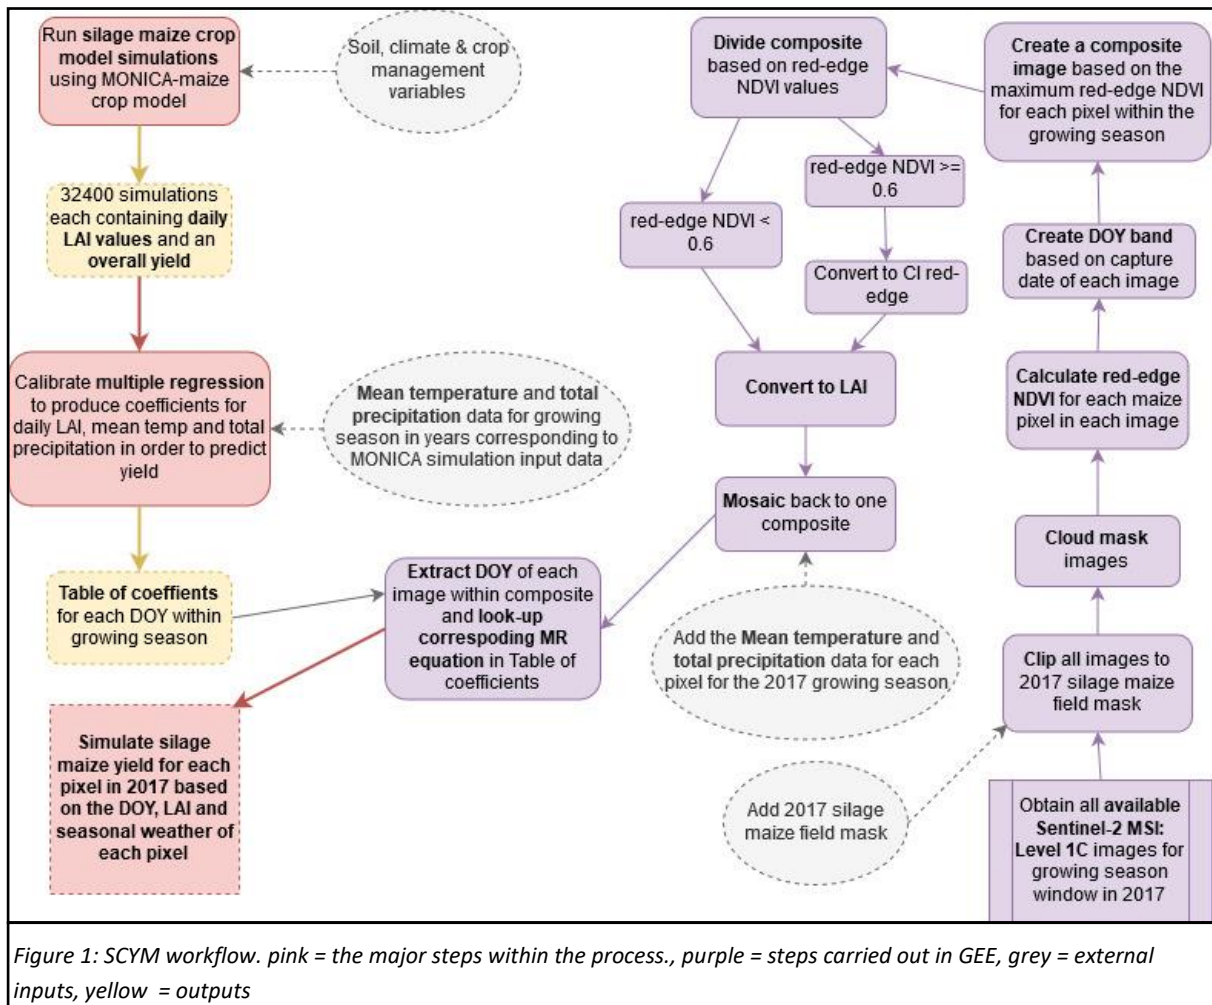 Run silage maize crop
model simulations
using MONICA-maize
crop model
Soil, climate & crop
management
variables
32400 simulations
each containing daily
LAI values and an
overall yield
Calibrate multiple regression
to produce coefficients for
daily LAI, mean temp and total
precipitation in order to predict
yield
Mean temperature and total
precipitation data for growing
season in years corresponding to
MONICA simulation input data
Table of coeffients
for each DOY within
growing season
Extract DOY of each
image within composite
and look-up
correspoding MR
equation in Table of
coefficients
Simulate silage
maize yield for each
pixel in 2017 based
on the DOY, LAI and
seasonal weather of
each pixel
Divide composite
based on red-edge
NDVI values
red-edge NDVI <
0.6
red-edge NDVI >=
0.6
Convert to CI red-
edge
Convert to LAI
Mosaic back to one
composite
Add the Mean temperature and
total precipitation data for each
pixel for the 2017 growing season
Add 2017 silage
maize field mask
Create a composite
image based on the
maximum red-edge NDVI
for each pixel within the
growing season
Create DOY band
based on capture
date of each image
Calculate red-edge
NDVI for each maize
pixel in each image
Cloud mask
images
Clip all images to
2017 silage maize
field mask
Obtain all available
Sentinel-2 MSI:
Level 1C images for
growing season
window in 2017
Figure 1: SCYM workflow. pink = the major steps within the process., purple = steps carried out in GEE, grey = external
inputs, yellow = outputs